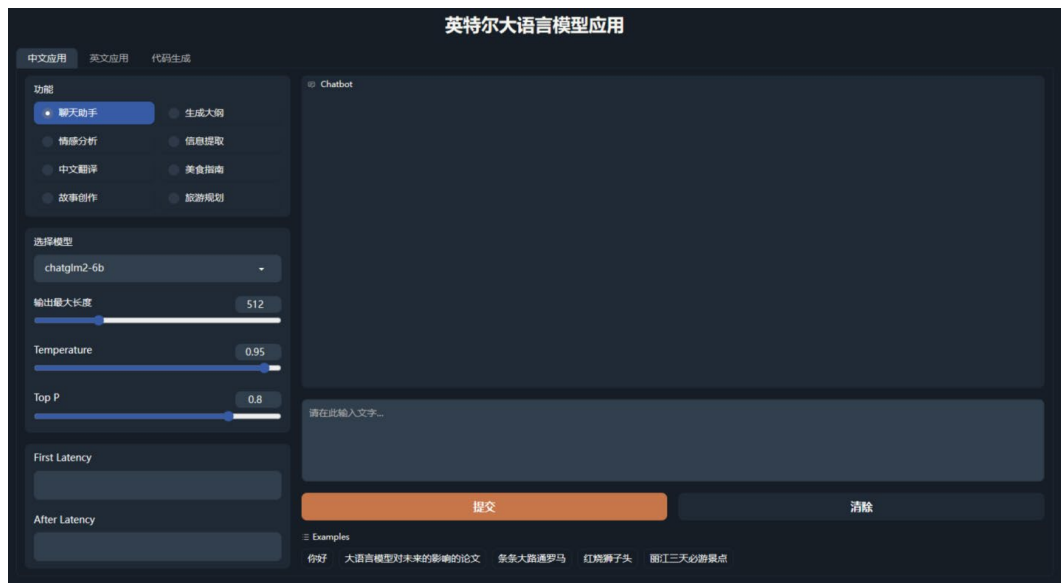 英特尔大语言模型应用
中文应用 英文应用 代码生成
功能
聊天助手 生成大纲
情感分析 信息提取
中文翻译 美食指南
故事创作 旅游规划
选择模型
chatglm2-6b
输出最大长度 512
Temperature 0.95
Top P 0.8
First Latency
After Latency
Chatbot
请在此输入文字...
提交 清除
Examples
你好 大语言模型对未来的影响的论文 条条大路通罗马 红烧狮子头 丽江三天必游景点